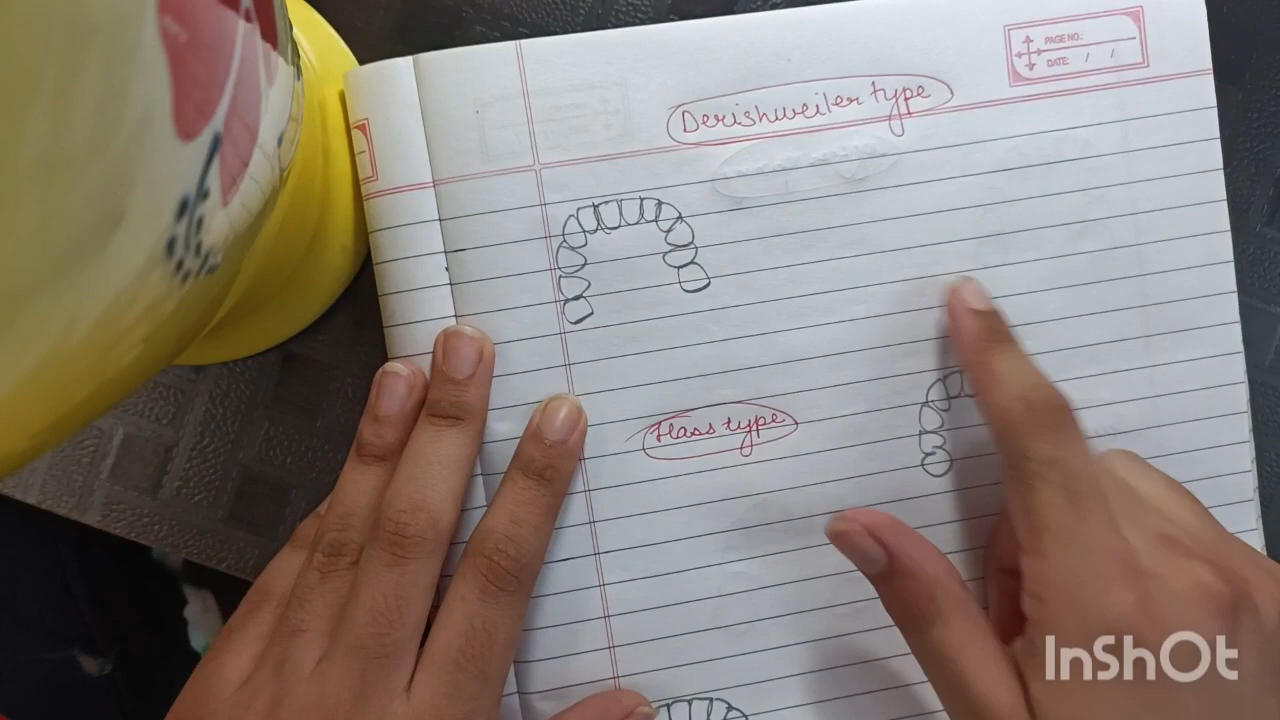 PAGE NO.:
DATE: / /
Derishweiler type
Hass type
InShOt